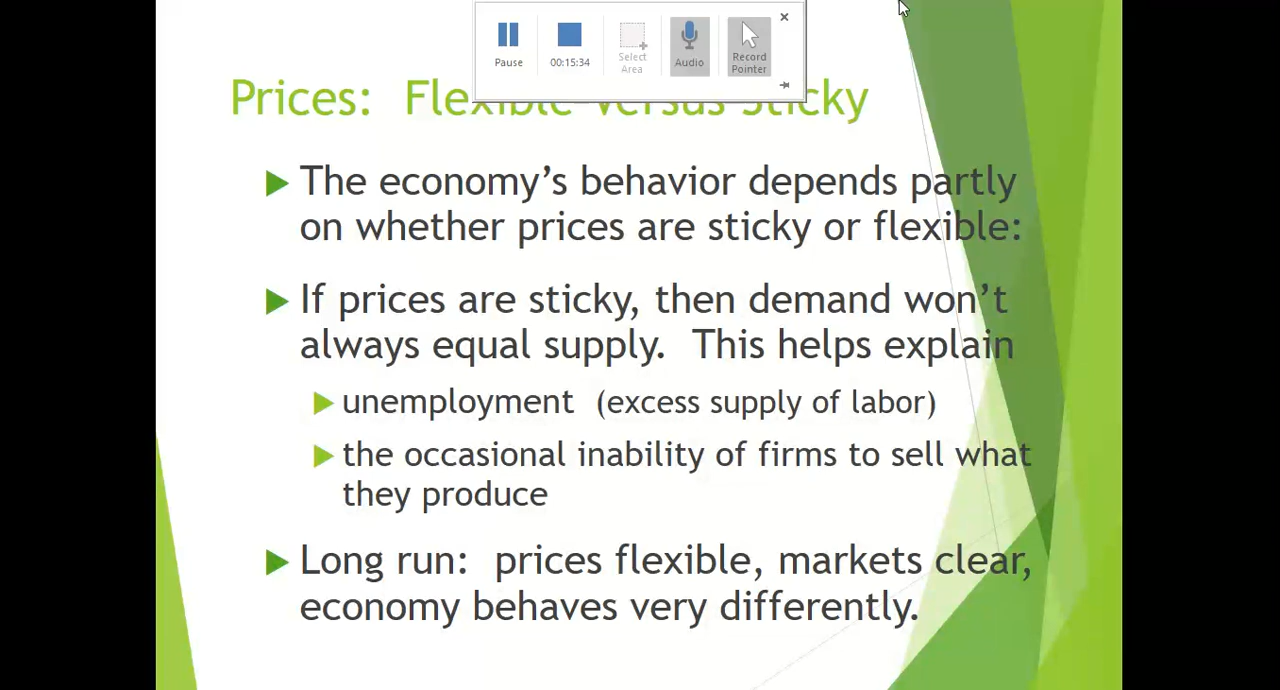 Pause
00:15:34
Select
Area
Audio
Record
Pointer
Prices: Flexible versus Sticky
The economy’s behavior depends partly
on whether prices are sticky or flexible:
If prices are sticky, then demand won’t
always equal supply. This helps explain
unemployment (excess supply of labor)
the occasional inability of firms to sell what
they produce
Long run: prices flexible, markets clear,
economy behaves very differently.